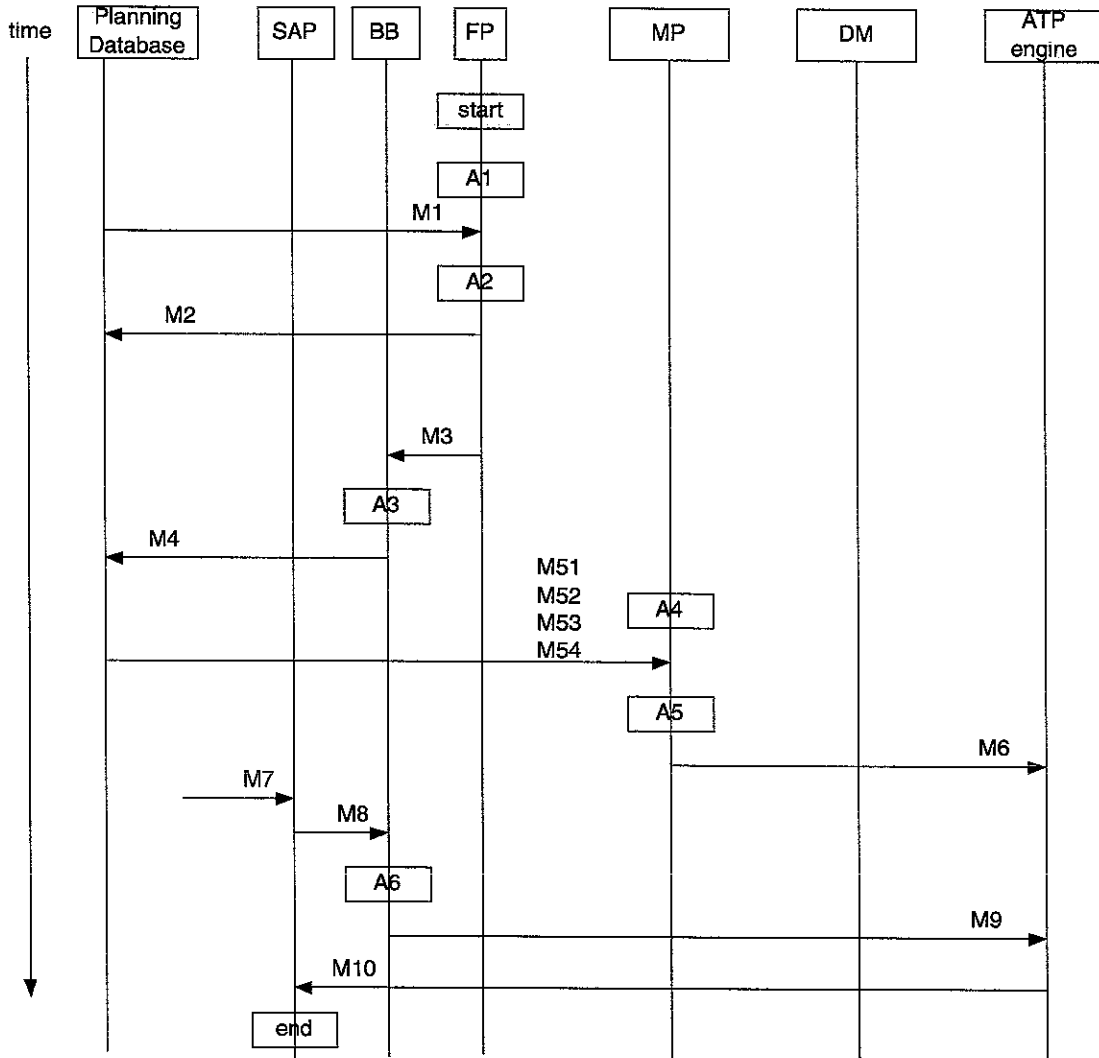 time
Planning
Database
SAP
BB
FP
MP
DM
ATP
engine
start
A1
M1
A2
M2
M3
A3
M4
M51
M52
M53
M54
A4
A5
M6
M7
M8
A6
M9
M10
end